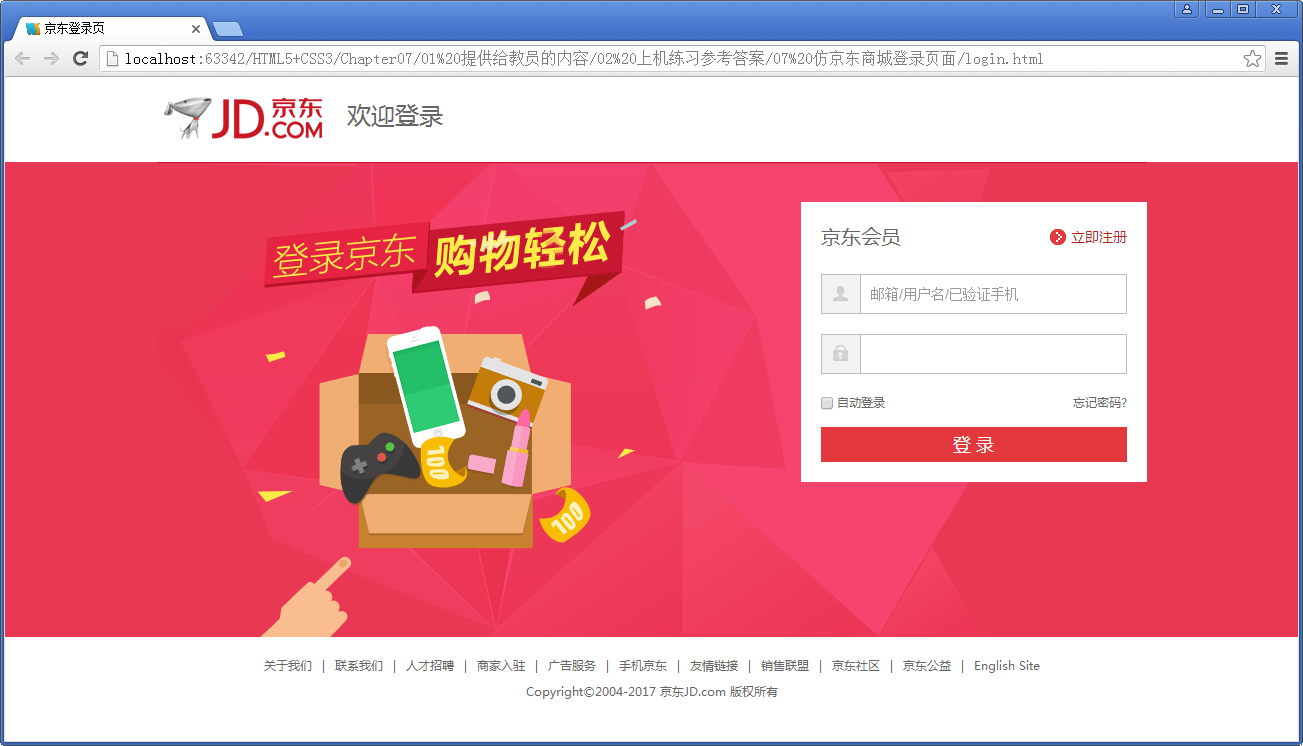 京东登录页
localhost:63342/HTML5+CSS3/Chapter07/01%20提供给教员的内容/02%20上机练习参考答案/07%20仿京东商城登录页面/login.html
JD.COM 京东 欢迎登录
登录京东 购物轻松
京东会员 立即注册
邮箱/用户名/已验证手机
自动登录 忘记密码?
登 录
100
100
关于我们 | 联系我们 | 人才招聘 | 商家入驻 | 广告服务 | 手机京东 | 友情链接 | 销售联盟 | 京东社区 | 京东公益 | English Site
Copyright©2004-2017 京东JD.com 版权所有